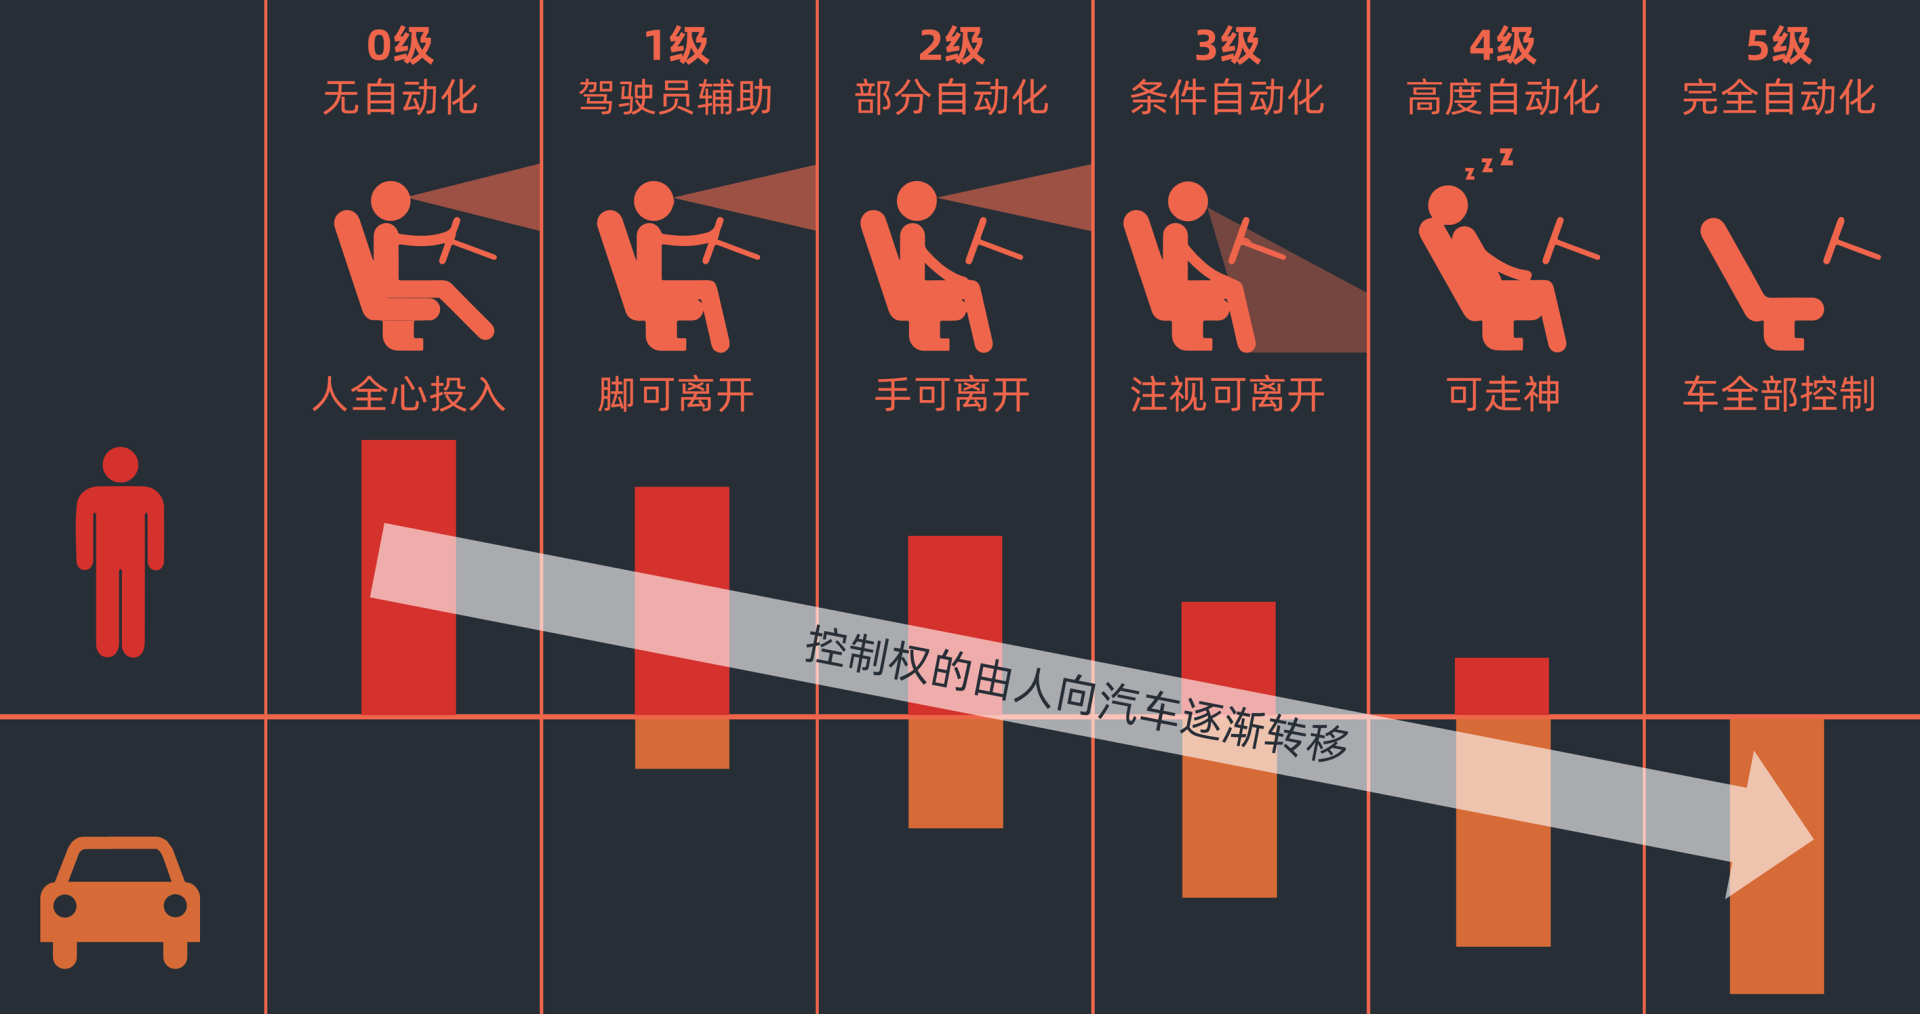 0级
无自动化
1级
驾驶员辅助
2级
部分自动化
3级
条件自动化
4级
高度自动化
5级
完全自动化
z z z
人全心投入
脚可离开
手可离开
注视可离开
可走神
车全部控制
控制权的由人向汽车逐渐转移